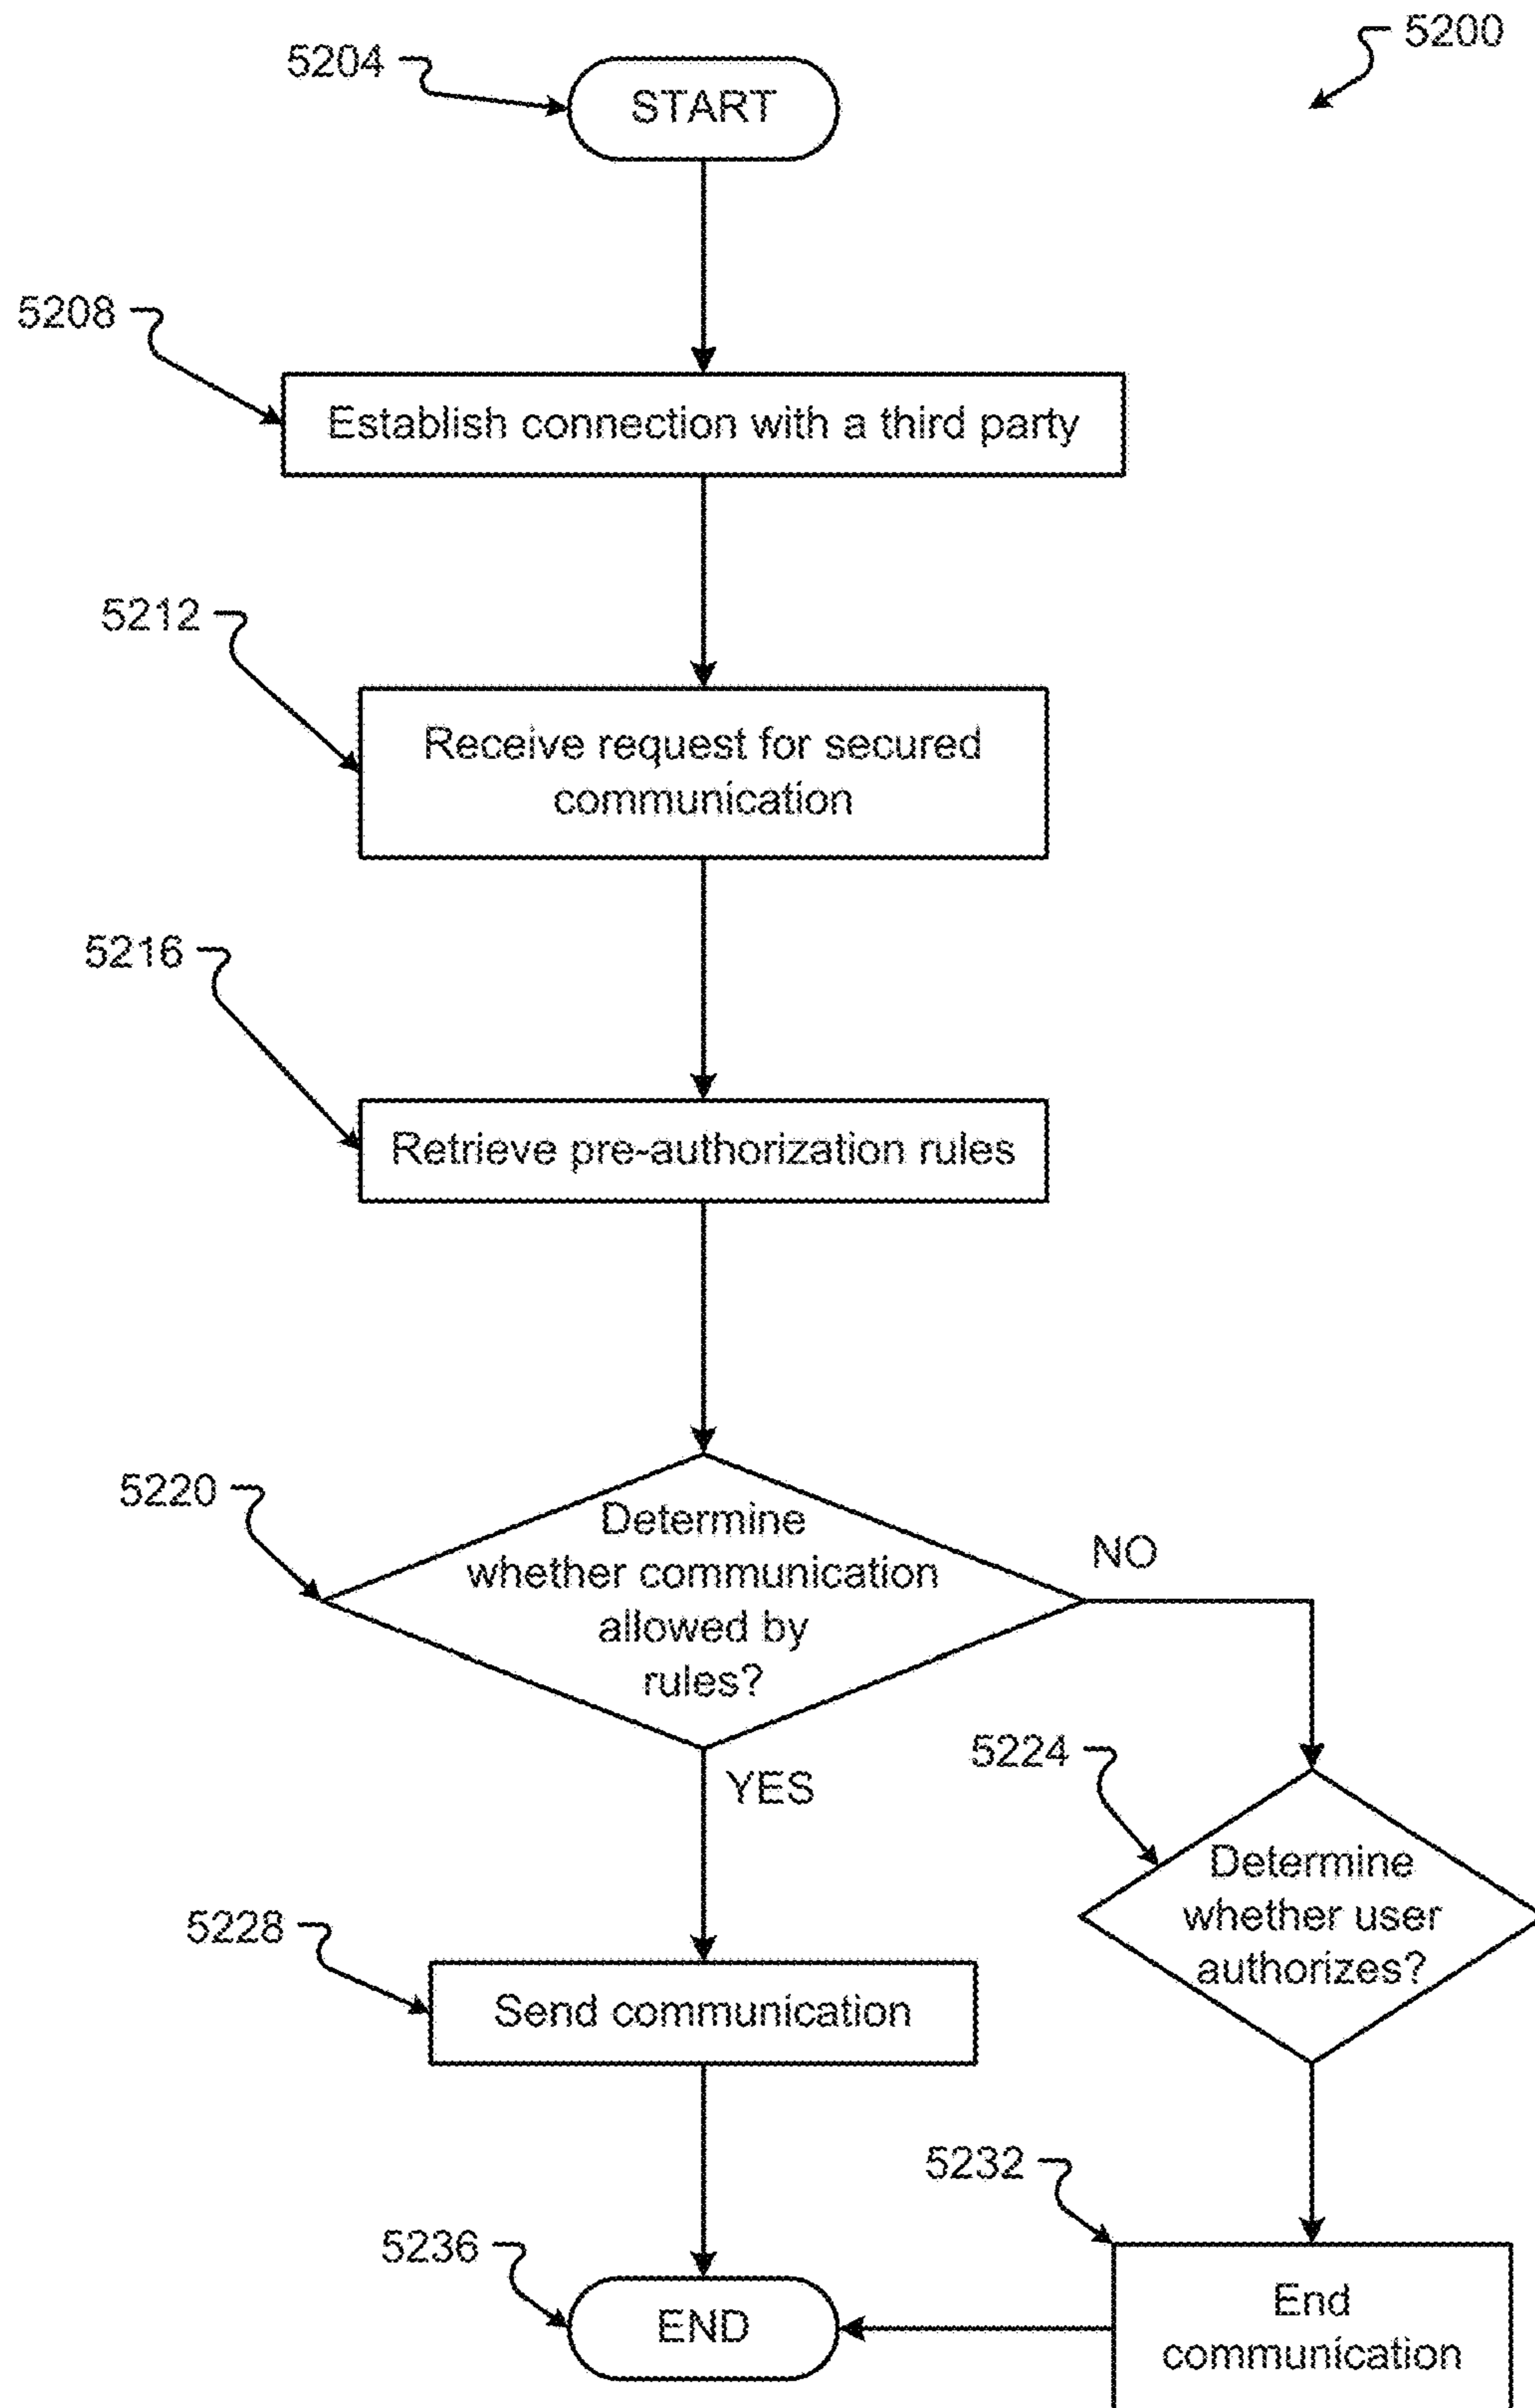 5200
5204
START
5208
Establish connection with a third party
5212
Receive request for secured
communication
5216
Retrieve pre-authorization rules
5220
Determine
whether communication
allowed by
rules?
NO
YES
5224
Determine
whether user
authorizes?
5228
Send communication
5232
End
communication
5236
END